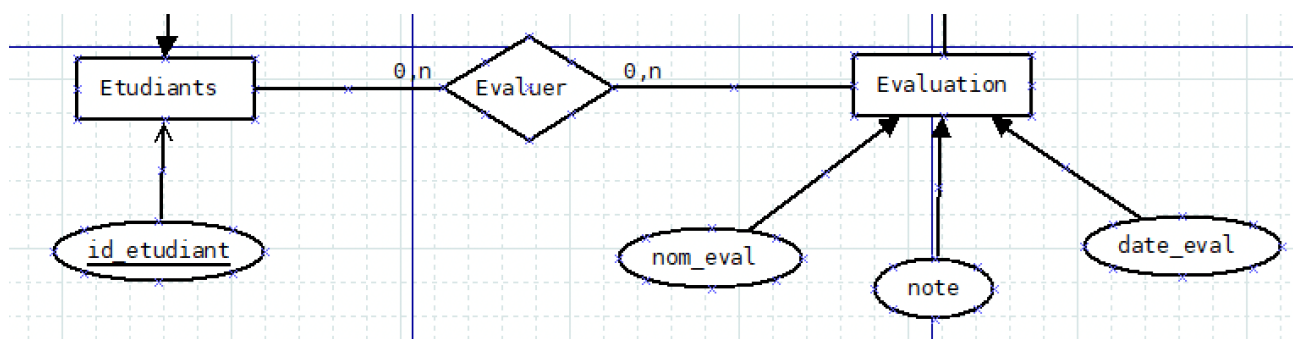 Etudiants
0,n
Evaluer
0,n
Evaluation
id_etudiant
nom_eval
note
date_eval